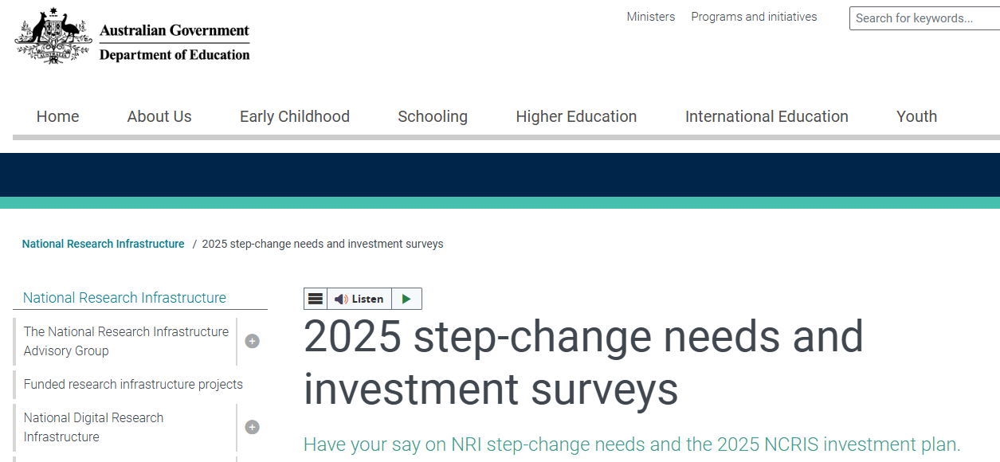 Australian Government
Department of Education
Ministers Programs and initiatives Search for keywords...
Home About Us Early Childhood Schooling Higher Education International Education Youth
National Research Infrastructure / 2025 step-change needs and investment surveys
National Research Infrastructure
The National Research Infrastructure
Advisory Group
Funded research infrastructure projects
National Digital Research
Infrastructure
Listen
2025 step-change needs and
investment surveys
Have your say on NRI step-change needs and the 2025 NCRIS investment plan.